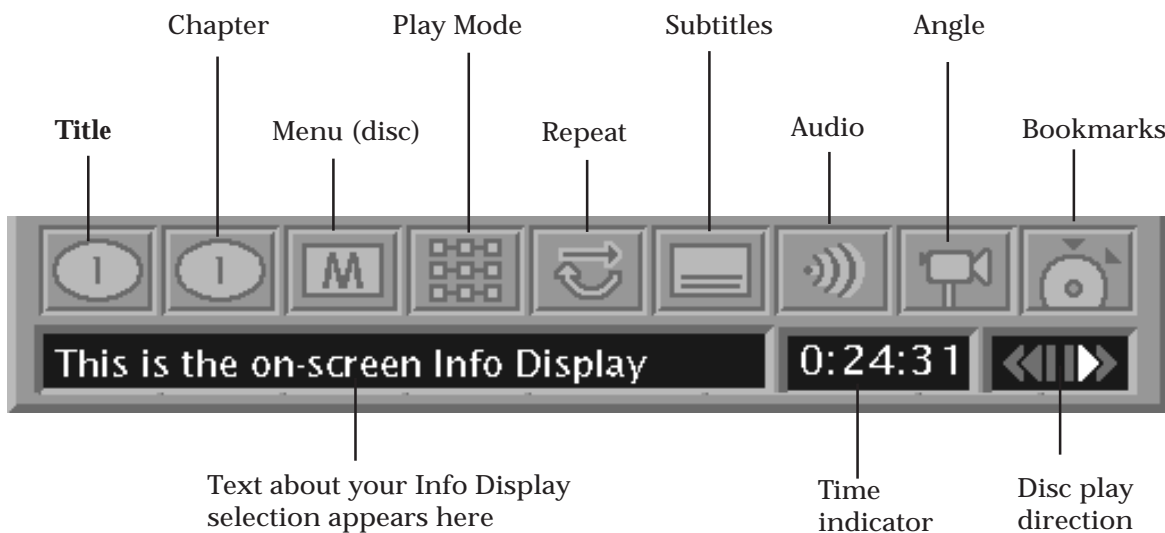 Chapter Play Mode Subtitles Angle
Title Menu (disc) Repeat Audio Bookmarks
1 1 M
This is the on-screen Info Display 0:24:31
Text about your Info Display
selection appears here
Time
indicator
Disc play
direction